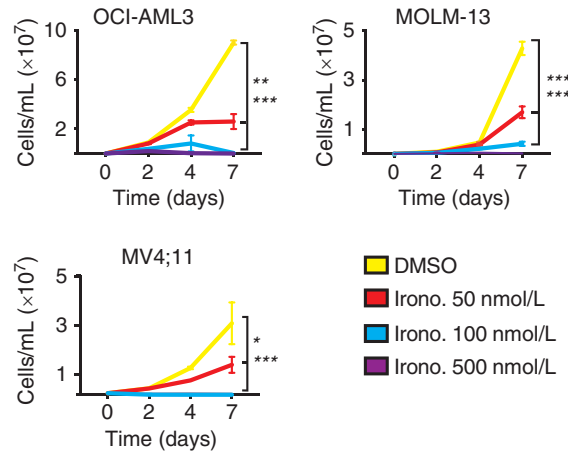 OCI-AML3
Cells/mL (×10⁷)
10
6
2
0 2 4 7
Time (days)
**
***
MOLM-13
Cells/mL (×10⁷)
5
3
1
0 2 4 7
Time (days)
***
***
MV4;11
Cells/mL (×10⁷)
5
3
1
0 2 4 7
Time (days)
*
***
DMSO
Irono. 50 nmol/L
Irono. 100 nmol/L
Irono. 500 nmol/L